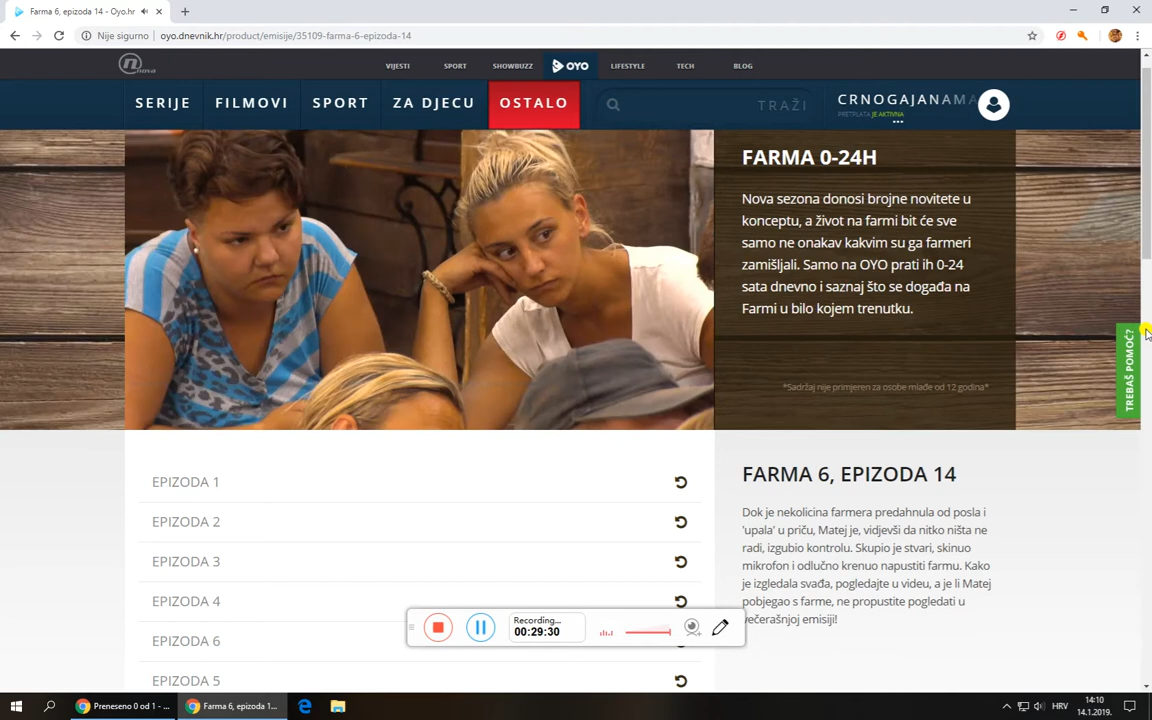 Farma 6, epizoda 14 - Oyo.hr
Nije sigurno
oyo.dnevnik.hr/product/emisije/35109-farma-6-epizoda-14
nova
VIJESTI
SPORT
SHOWBUZZ
OYO
LIFESTYLE
TECH
BLOG
SERIJE
FILMOVI
SPORT
ZA DJECU
OSTALO
TRAŽI
CRNOGAJANAMA
PRETPLATA JE AKTIVNA
FARMA 0-24H
Nova sezona donosi brojne novitete u
konceptu, a život na farmi bit će sve
samo ne onakav kakvim su ga farmeri
zamišljali. Samo na OYO prati ih 0-24
sata dnevno i saznaj što se događa na
Farmi u bilo kojem trenutku.
*Sadržaj nije primjeren za osobe mlađe od 12 godina*
TREBAŠ POMOĆ?
EPIZODA 1
EPIZODA 2
EPIZODA 3
EPIZODA 4
EPIZODA 6
EPIZODA 5
FARMA 6, EPIZODA 14
Dok je nekolicina farmera predahnula od posla i
'upala' u priču, Matej je, vidjevši da nitko ništa ne
radi, izgubio kontrolu. Skupio je stvari, skinuo
mikrofon i odlučno krenuo napustiti farmu. Kako
je izgledala svađa, pogledajte u videu, a je li Matej
pobjegao s farme, ne propustite pogledati u
večerašnjoj emisiji!
Recording...
00:29:30
Preneseno 0 od 1 - ...
Farma 6, epizoda 1...
HRV
14:10
14.1.2019.